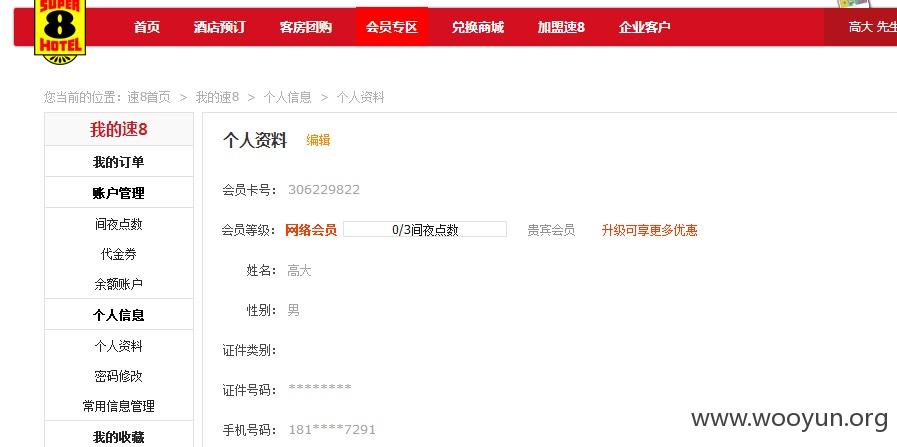 SUPER
8
HOTEL
首页 酒店预订 客房团购 会员专区 兑换商城 加盟速8 企业客户 高大 先生
您当前的位置：速8首页 > 我的速8 > 个人信息 > 个人资料
我的速8
我的订单
账户管理
间夜点数
代金券
余额账户
个人信息
个人资料
密码修改
常用信息管理
我的收藏
个人资料 编辑
会员卡号： 306229822
会员等级： 网络会员 0/3间夜点数 贵宾会员 升级可享更多优惠
姓名： 高大
性别： 男
证件类别：
证件号码： ********
手机号码： 181****7291
www.wooyun.org